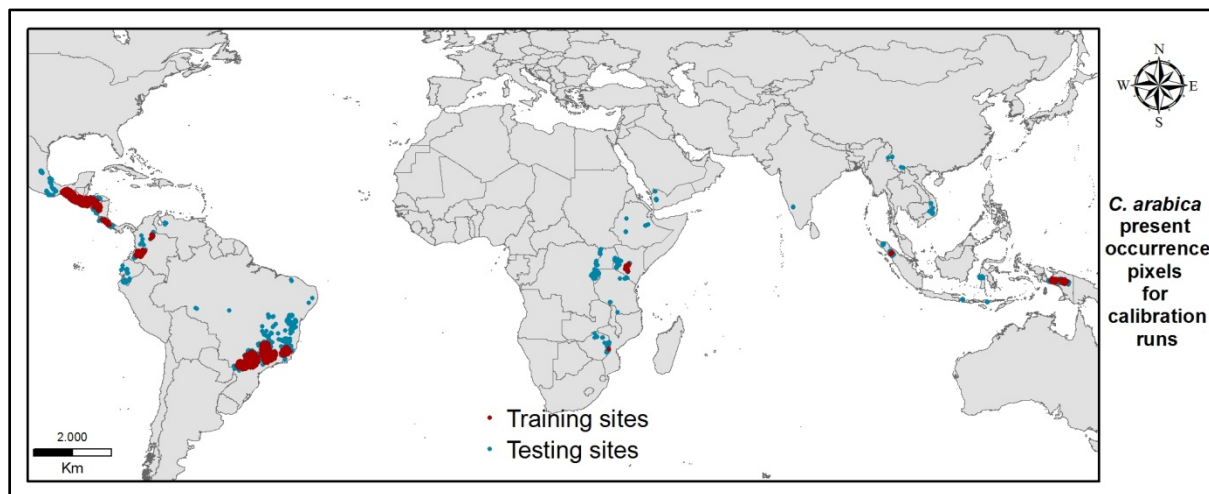 N
W E
S
C. arabica
present
occurrence
pixels
for
calibration
runs
Training sites
Testing sites
2.000
Km